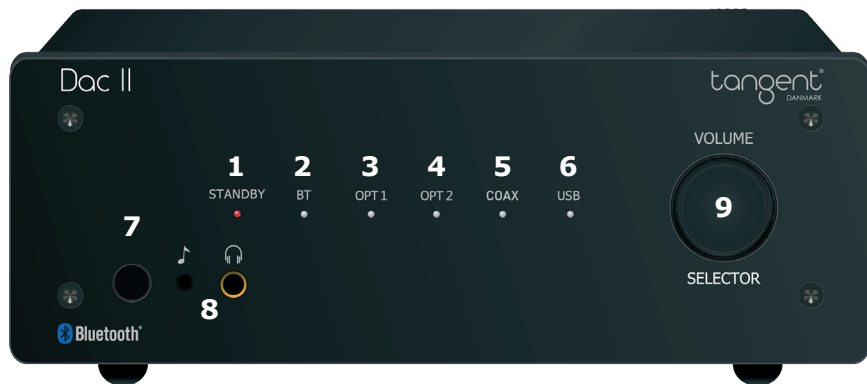 Dac II
tangent®
DANMARK
VOLUME
1 2 3 4 5 6
STANDBY BT OPT 1 OPT 2 COAX USB
9
7
SELECTOR
8
Bluetooth®